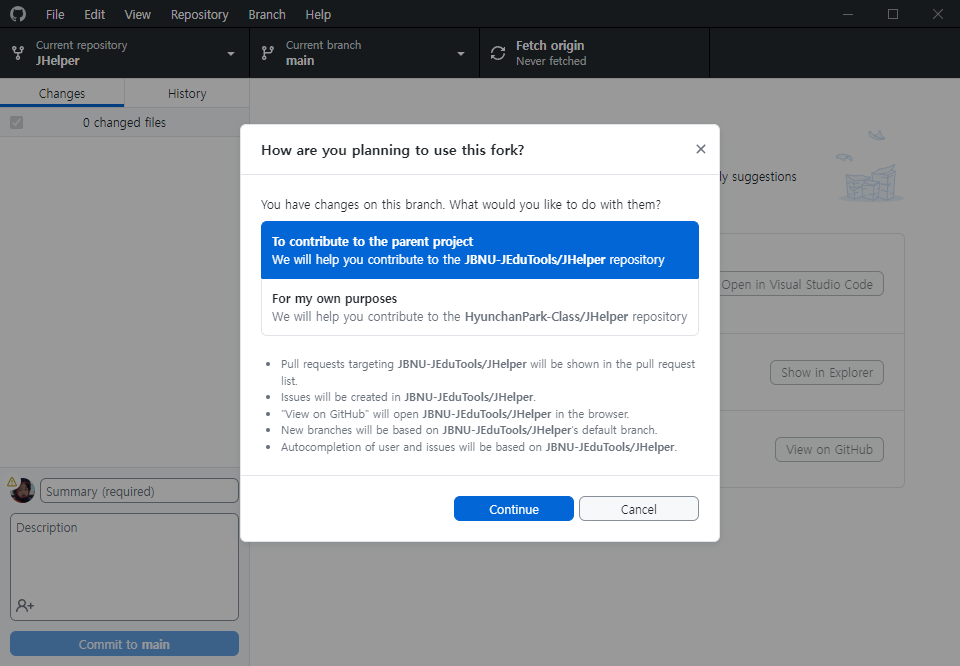 File Edit View Repository Branch Help
Current repository
JHelper
Current branch
main
Fetch origin
Never fetched
Changes
History
0 changed files
How are you planning to use this fork?
You have changes on this branch. What would you like to do with them?
To contribute to the parent project
We will help you contribute to the JBNU-JEduTools/JHelper repository
For my own purposes
We will help you contribute to the HyunchanPark-Class/JHelper repository
• Pull requests targeting JBNU-JEduTools/JHelper will be shown in the pull request
list.
• Issues will be created in JBNU-JEduTools/JHelper.
• "View on GitHub" will open JBNU-JEduTools/JHelper in the browser.
• New branches will be based on JBNU-JEduTools/JHelper's default branch.
• Autocompletion of user and issues will be based on JBNU-JEduTools/JHelper.
Continue
Cancel
suggestions
Open in Visual Studio Code
Show in Explorer
View on GitHub
Summary (required)
Description
Commit to main